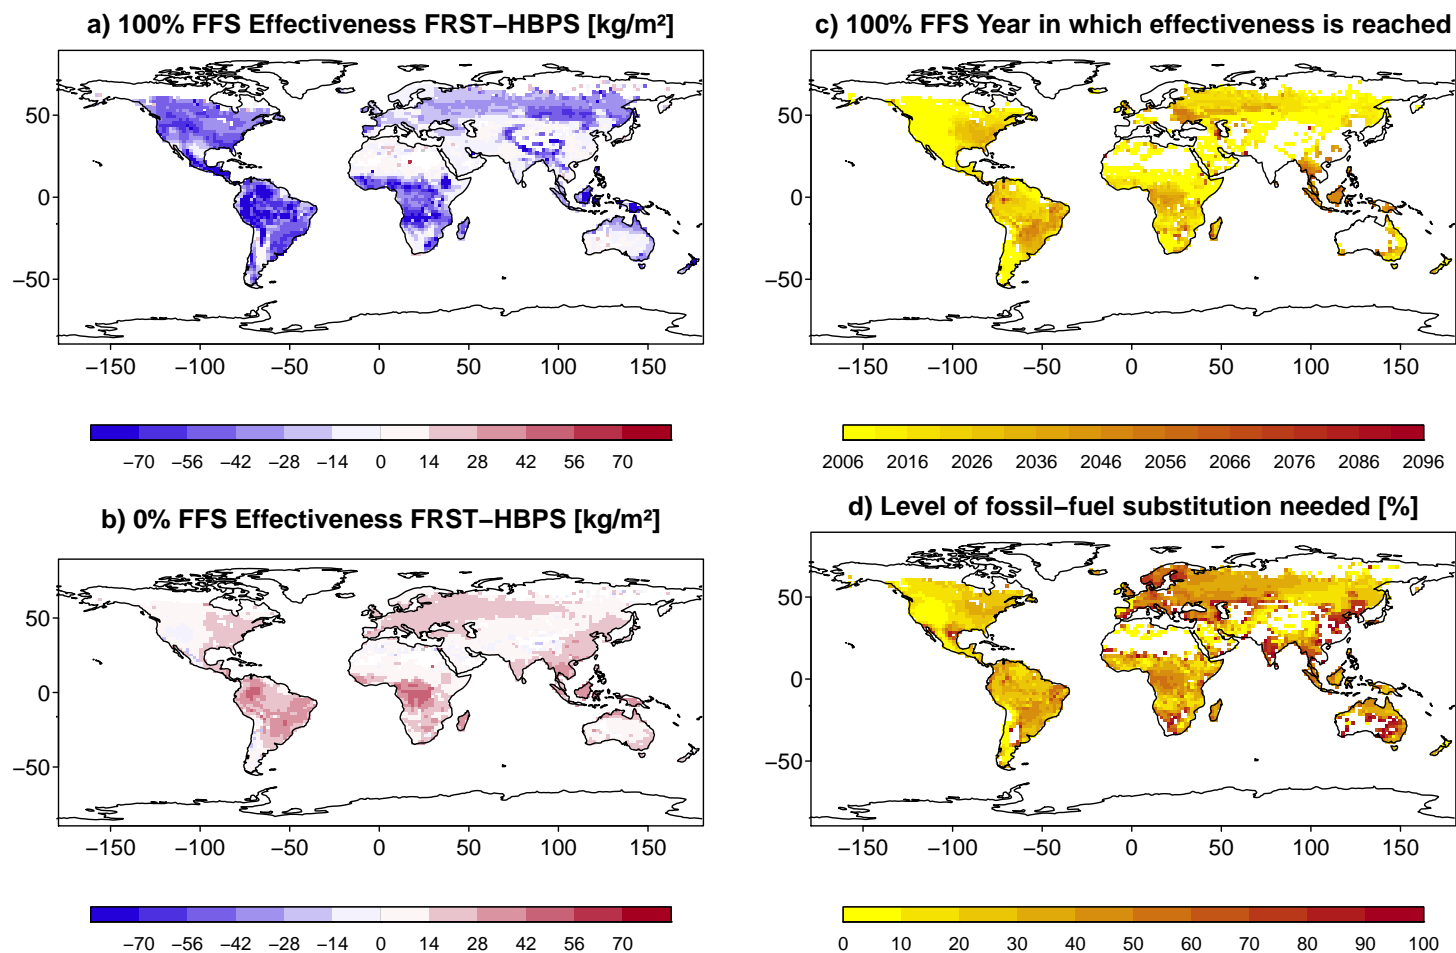 a) 100% FFS Effectiveness FRST−HBPS [kg/m²]
50
0
−50
−150 −100 −50 0 50 100 150
−70 −56 −42 −28 −14 0 14 28 42 56 70
c) 100% FFS Year in which effectiveness is reached
50
0
−50
−150 −100 −50 0 50 100 150
2006 2016 2026 2036 2046 2056 2066 2076 2086 2096
b) 0% FFS Effectiveness FRST−HBPS [kg/m²]
50
0
−50
−150 −100 −50 0 50 100 150
−70 −56 −42 −28 −14 0 14 28 42 56 70
d) Level of fossil−fuel substitution needed [%]
50
0
−50
−150 −100 −50 0 50 100 150
0 10 20 30 40 50 60 70 80 90 100